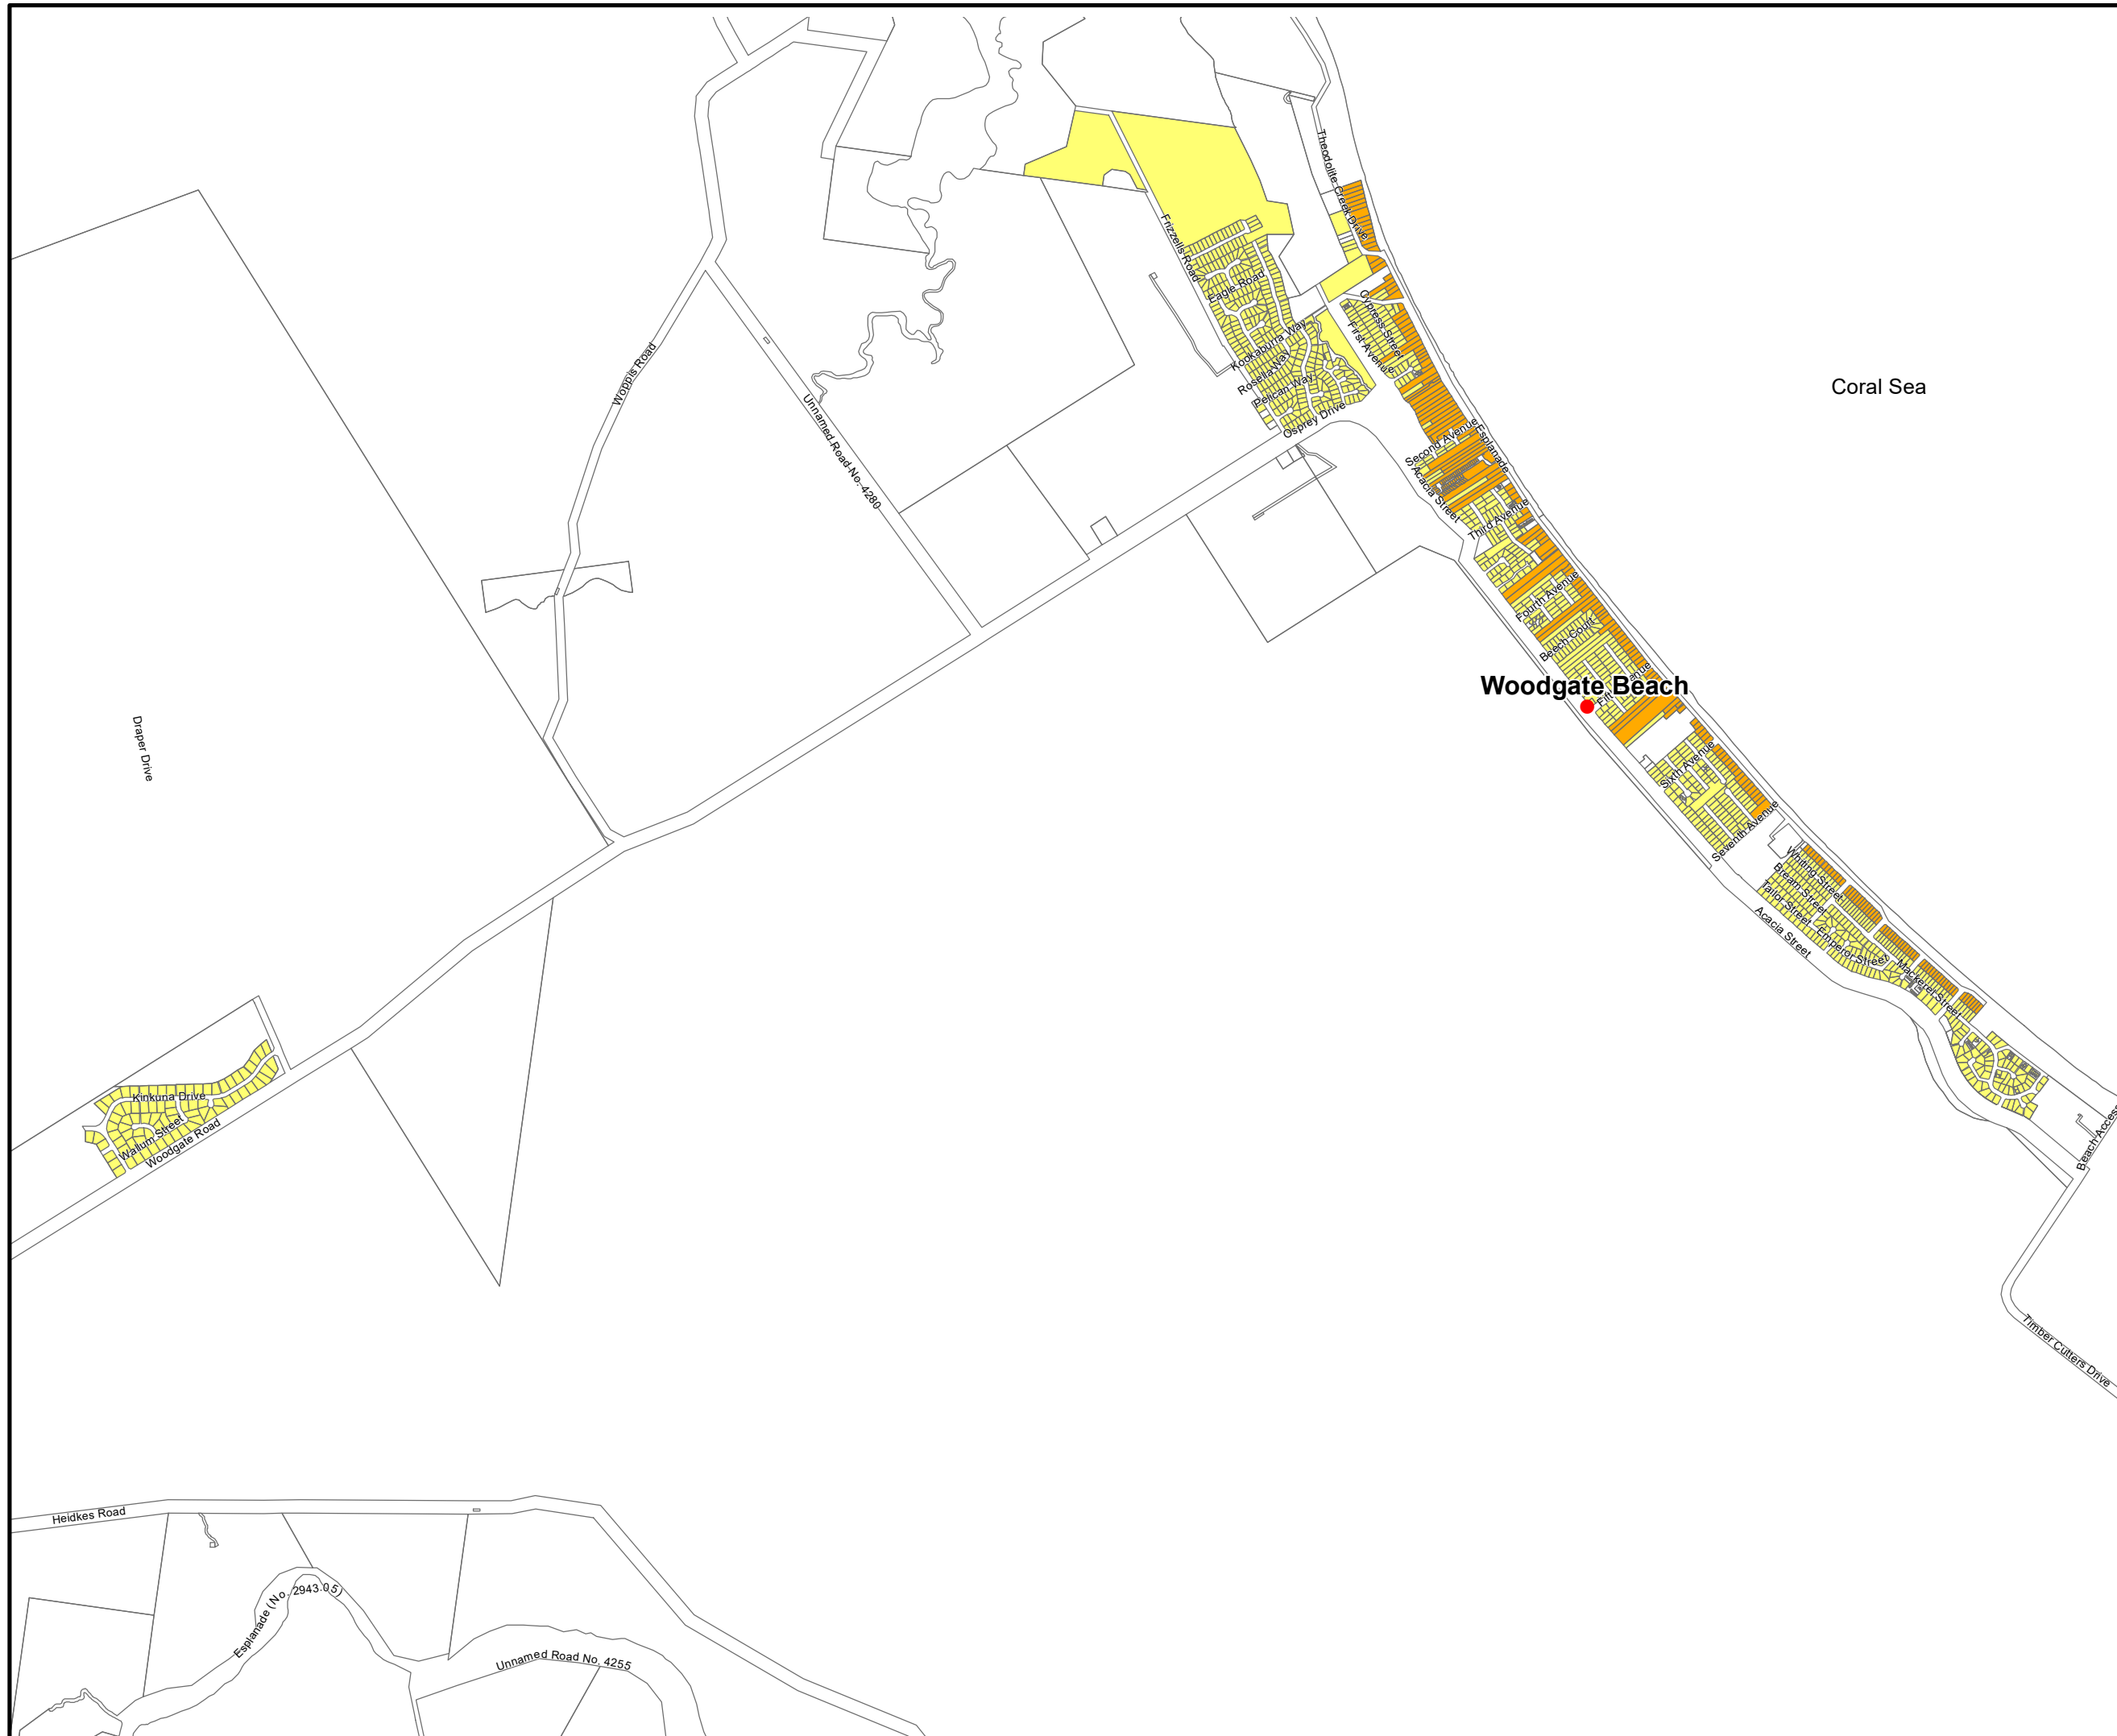 Theodolite Creek Drive
Frizzells Road
Eagle Road
Cypress Street
First Avenue
Kookaburra Way
Rosella Way
Pelican Way
Osprey Drive
Coral Sea
Woppis Road
Unnamed Road No. 4280
Second Avenue
Esplanade
Acacia Street
Third Avenue
Fourth Avenue
Beech Court
Woodgate Beach
Draper Drive
Sixth Avenue
Seventh Avenue
Whiting Street
Bream Street
Tailor Street
Acacia Street
Emperor Street
Mackerel Street
Kinkuna Drive
Wallum Street
Woodgate Road
Beach Access
Timber Cutters Drive
Heidkes Road
Esplanade (No. 2943.05)
Unnamed Road No. 4255